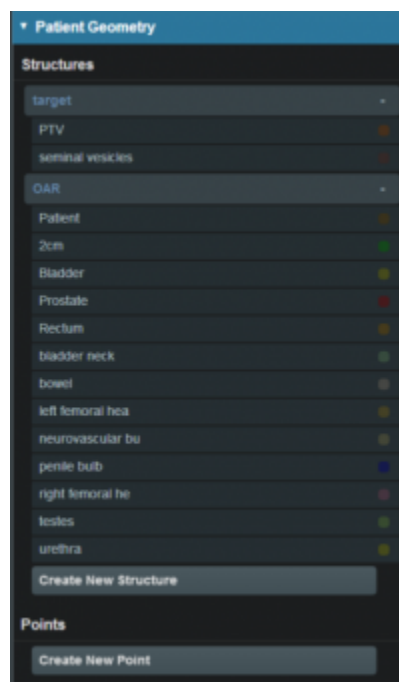 Patient Geometry
Structures
target
PTV
seminal vesicles
OAR
Patient
2cm
Bladder
Prostate
Rectum
bladder neck
bowel
left femoral hea
neurovascular bu
penile bulb
right femoral he
testes
urethra
Create New Structure
Points
Create New Point